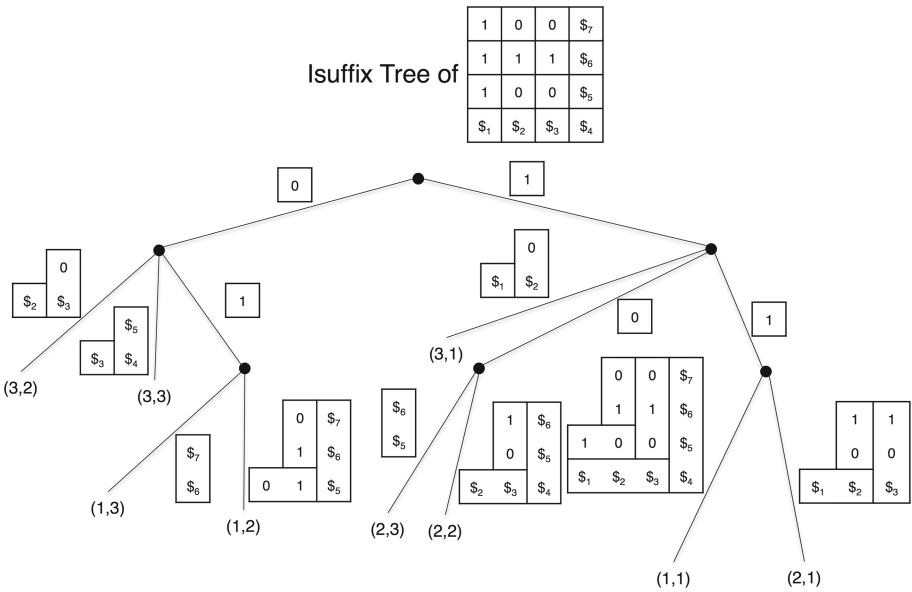 1 0 0 $₇
Isuffix Tree of
1 1 1 $₆
1 0 0 $₅
$₁ $₂ $₃ $₄
0
1
0
$₂ $₃
$₅
$₃ $₄
1
0
$₁ $₂
0
1
(3,2)
(3,3)
(3,1)
$₇
$₆
0 $₇
1 $₆
0 1 $₅
$₆
$₅
1 $₆
0 $₅
$₂ $₃ $₄
0 0 $₇
1 1 $₆
1 0 0 $₅
$₁ $₂ $₃ $₄
1 1
0 0
$₁ $₂ $₃
(1,3)
(1,2)
(2,3)
(2,2)
(1,1)
(2,1)